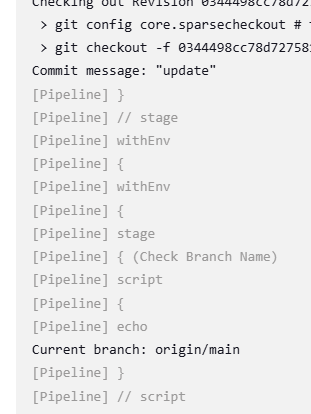 Checking out Revision 0344498cc78d72
> git config core.sparsecheckout #
> git checkout -f 0344498cc78d72758
Commit message: "update"
[Pipeline] }
[Pipeline] // stage
[Pipeline] withEnv
[Pipeline] {
[Pipeline] withEnv
[Pipeline] {
[Pipeline] stage
[Pipeline] { (Check Branch Name)
[Pipeline] script
[Pipeline] {
[Pipeline] echo
Current branch: origin/main
[Pipeline] }
[Pipeline] // script